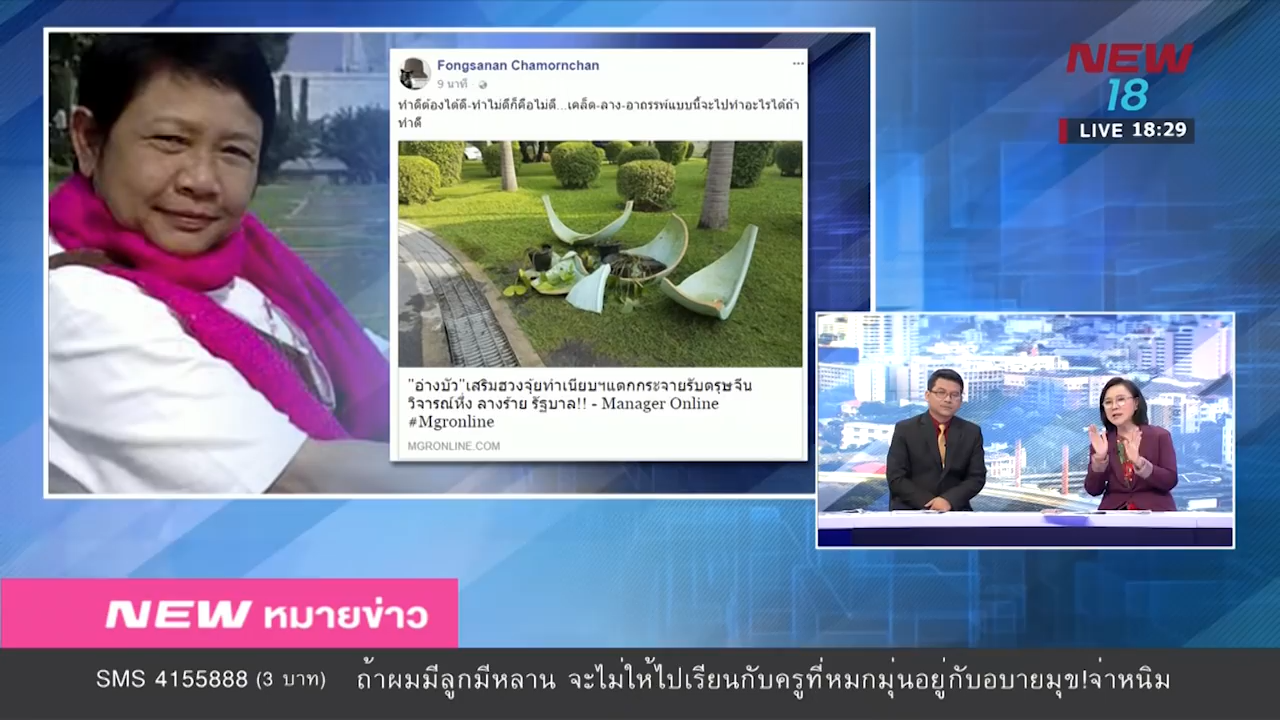 NEW
18
LIVE 18:29
Fongsanan Chamornchan
9 นาที
ทำดีต้องได้ดี-ทำไม่ดีก็คือไม่ดี...เคล็ด-ลาง-อาถรรพ์แบบนี้จะไปทำอะไรได้ถ้า
ทำดี
"อ่างบัว"เสริมฮวงจุ้ยทำเนียบฯแตกกระจายรับตรุษจีน
วิจารณ์หึ่ง ลางร้าย รัฐบาล!! - Manager Online
#Mgronline
MGRONLINE.COM
NEW หมายข่าว
SMS 4155888 (3 บาท) ถ้าผมมีลูกมีหลาน จะไม่ให้ไปเรียนกับครูที่หมกมุ่นอยู่กับอบายมุข!จ่าหนิม